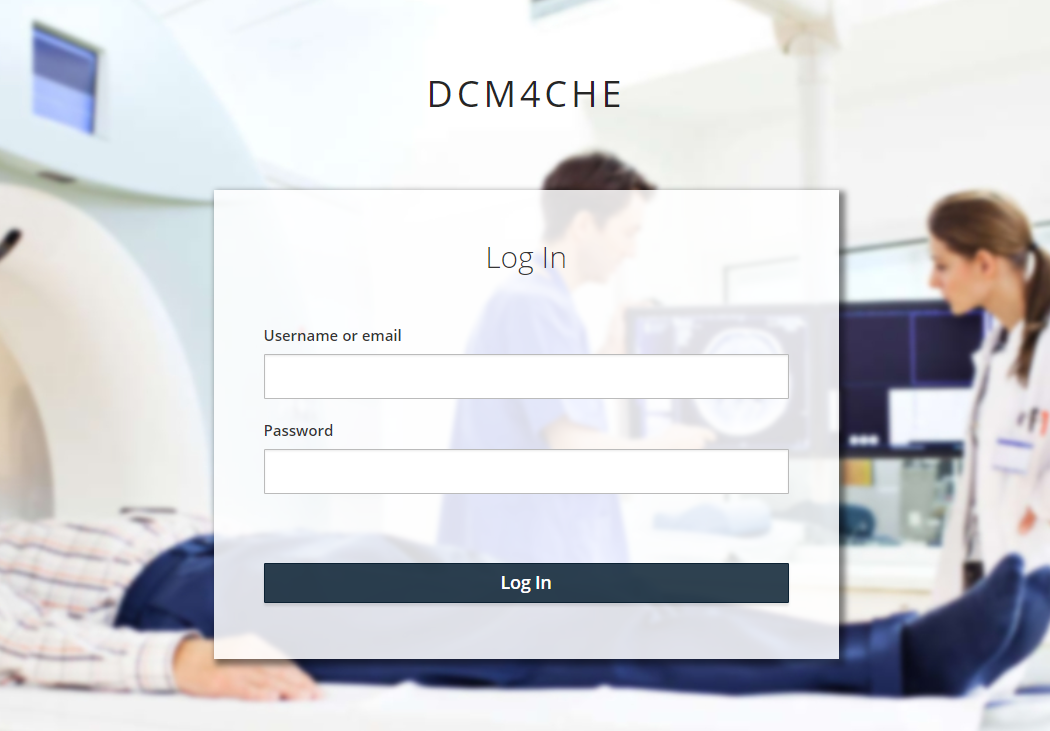 DCM4CHE
Log In
Username or email
Password
Log In